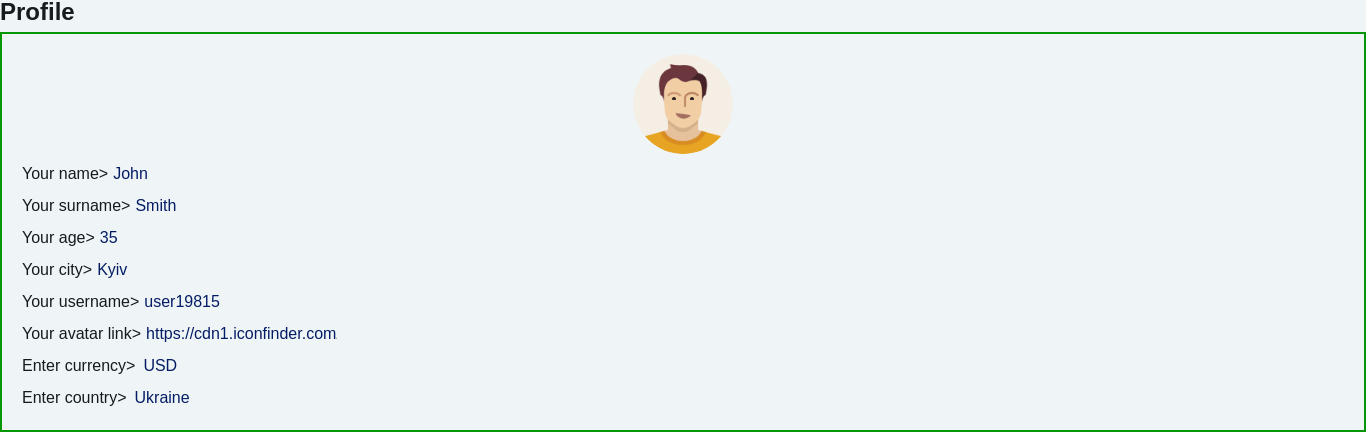 Profile
Your name> John
Your surname> Smith
Your age> 35
Your city> Kyiv
Your username> user19815
Your avatar link> https://cdn1.iconfinder.com
Enter currency> USD
Enter country> Ukraine